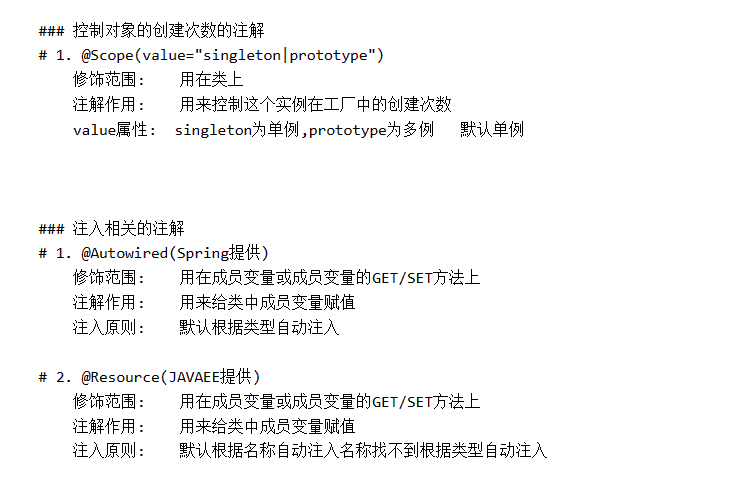 ### 控制对象的创建次数的注解
# 1. @Scope(value="singleton|prototype")
修饰范围: 用在类上
注解作用: 用来控制这个实例在工厂中的创建次数
value属性: singleton为单例,prototype为多例 默认单例
### 注入相关的注解
# 1. @Autowired(Spring提供)
修饰范围: 用在成员变量或成员变量的GET/SET方法上
注解作用: 用来给类中成员变量赋值
注入原则: 默认根据类型自动注入
# 2. @Resource(JAVAEE提供)
修饰范围: 用在成员变量或成员变量的GET/SET方法上
注解作用: 用来给类中成员变量赋值
注入原则: 默认根据名称自动注入名称找不到根据类型自动注入